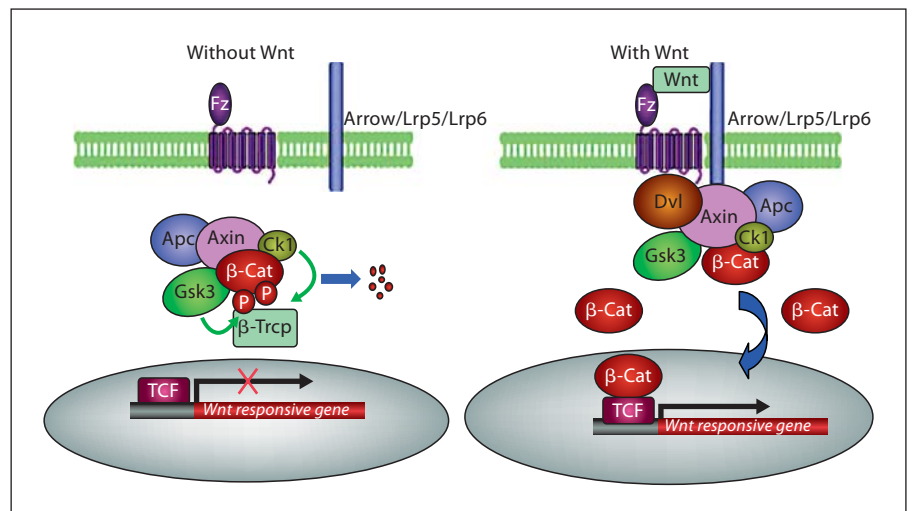 Without Wnt
Fz
Arrow/Lrp5/Lrp6
Apc
Axin
Ck1
β-Cat
Gsk3
P
P
β-Trcp
TCF
Wnt responsive gene
With Wnt
Wnt
Fz
Arrow/Lrp5/Lrp6
Dvl
Axin
Apc
Ck1
Gsk3
β-Cat
β-Cat
β-Cat
β-Cat
TCF
Wnt responsive gene